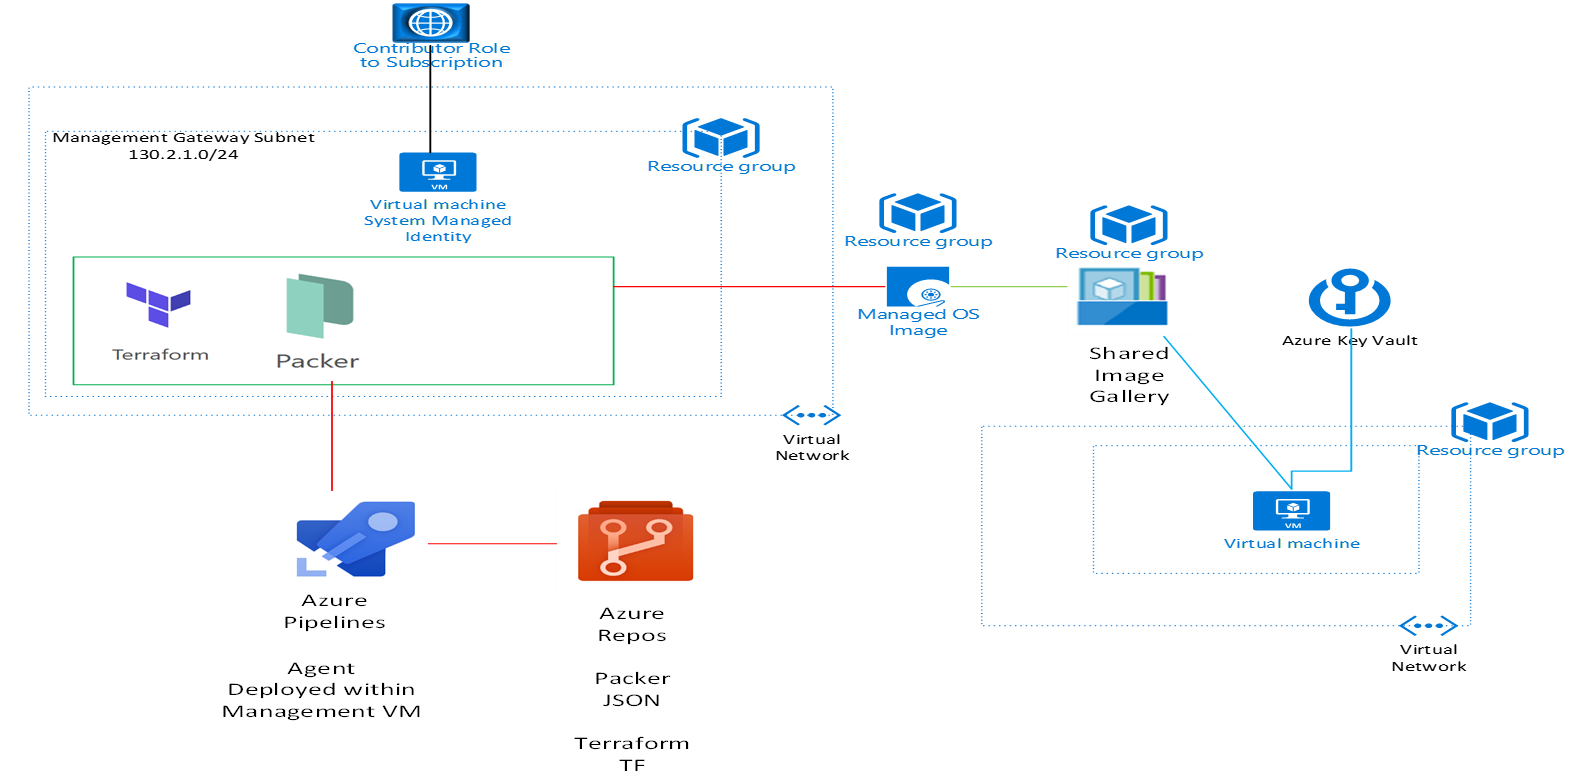 Contributor Role
to Subscription
Management Gateway Subnet
130.2.1.0/24
Resource group
VM
Virtual machine
System Managed
Identity
Terraform
Packer
Virtual
Network
Resource group
Managed OS
Image
Resource group
Shared
Image
Gallery
Azure Key Vault
Resource group
VM
Virtual machine
Virtual
Network
Azure
Pipelines
Agent
Deployed within
Management VM
Azure
Repos
Packer
JSON
Terraform
TF